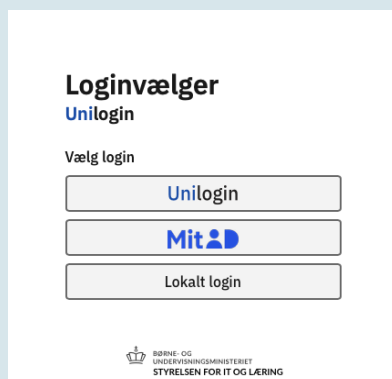 Loginvælger
Unilogin
Vælg login
Unilogin
MitID
Lokalt login
BØRNE- OG
UNDERVISNINGSMINISTERIET
STYRELSEN FOR IT OG LÆRING